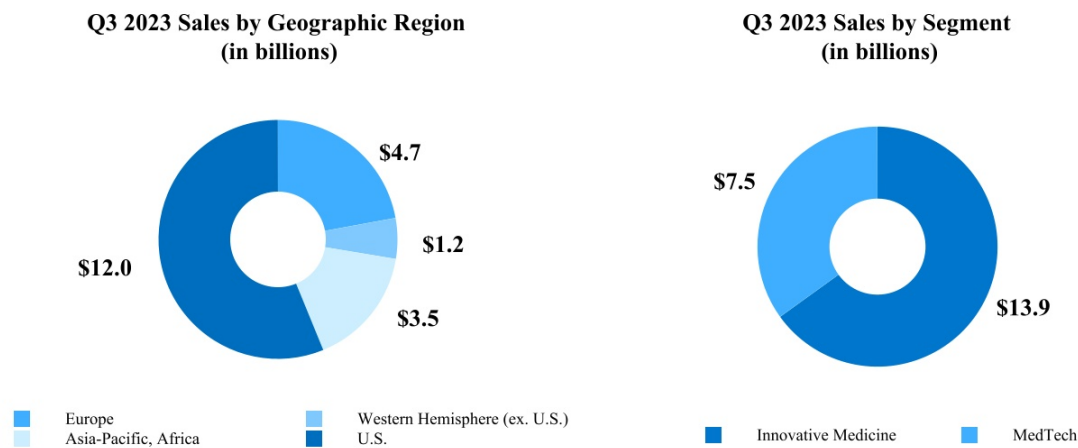 Q3 2023 Sales by Geographic Region
(in billions)
$4.7
$1.2
$12.0
$3.5
Europe
Western Hemisphere (ex. U.S.)
Asia-Pacific, Africa
U.S.
Q3 2023 Sales by Segment
(in billions)
$7.5
$13.9
Innovative Medicine
MedTech